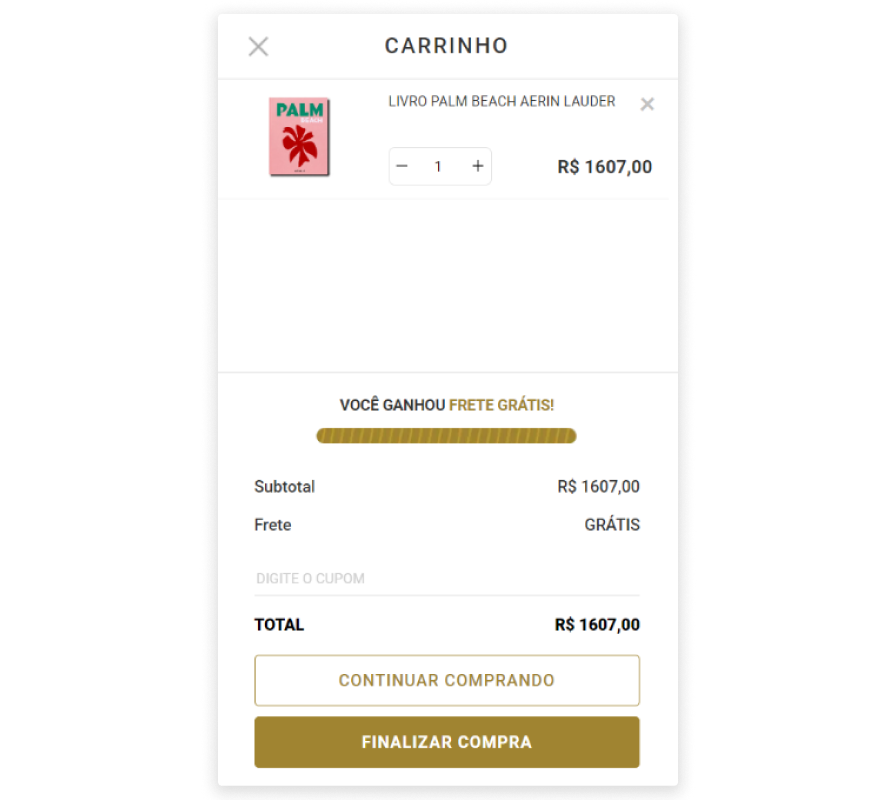 CARRINHO
LIVRO PALM BEACH AERIN LAUDER
PALM
BEACH
− 1 +
R$ 1607,00
VOCÊ GANHOU FRETE GRÁTIS!
Subtotal R$ 1607,00
Frete GRÁTIS
DIGITE O CUPOM
TOTAL R$ 1607,00
CONTINUAR COMPRANDO
FINALIZAR COMPRA